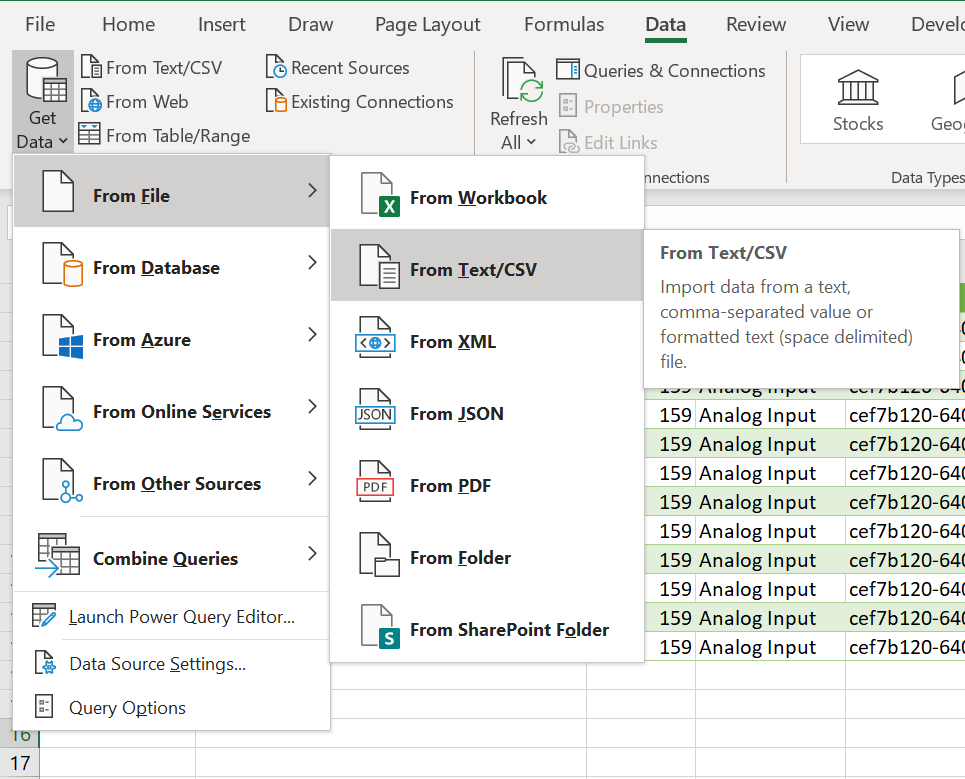 File Home Insert Draw Page Layout Formulas Data Review View
Get
Data
From Text/CSV
From Web
From Table/Range
Recent Sources
Existing Connections
Refresh
All
Queries & Connections
Properties
Edit Links
Stocks
Data Types
From File
From Database
From Azure
From Online Services
From Other Sources
Combine Queries
Launch Power Query Editor...
Data Source Settings...
Query Options
From Workbook
From Text/CSV
From XML
JSON
From JSON
PDF
From PDF
From Folder
From SharePoint Folder
From Text/CSV
Import data from a text,
comma-separated value or
formatted text (space delimited)
file.
159 Analog Input cef7b120-640
159 Analog Input cef7b120-640
159 Analog Input cef7b120-640
159 Analog Input cef7b120-640
159 Analog Input cef7b120-640
159 Analog Input cef7b120-640
159 Analog Input cef7b120-640
159 Analog Input cef7b120-640
159 Analog Input cef7b120-640
159 Analog Input cef7b120-640
16
17